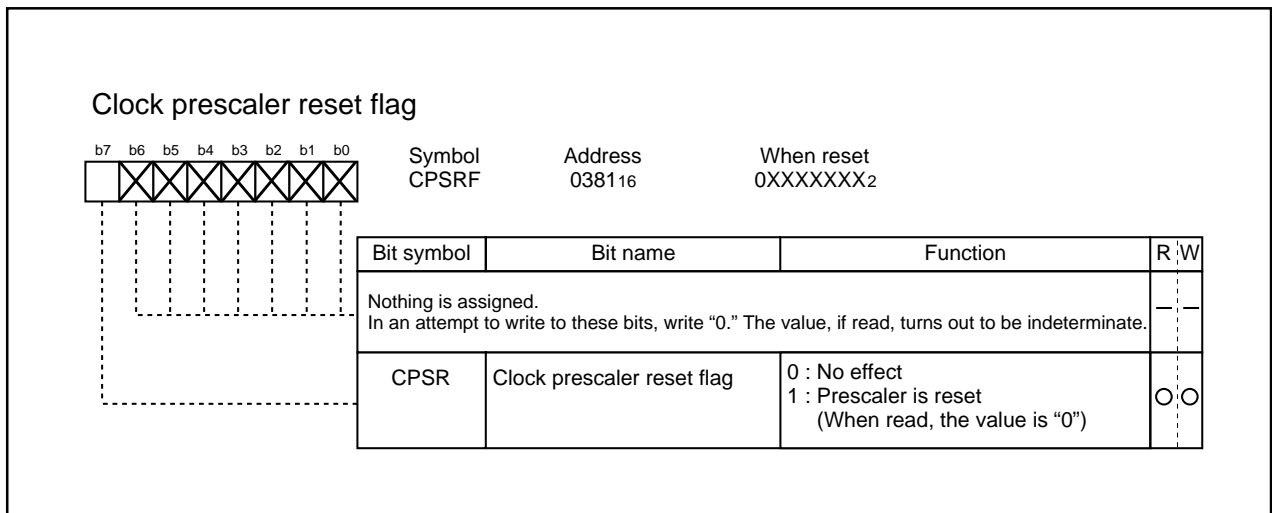 Clock prescaler reset flag
b7 b6 b5 b4 b3 b2 b1 b0
Symbol Address When reset
CPSRF 038116 0XXXXXXX2
Bit symbol Bit name Function R W
Nothing is assigned.
In an attempt to write to these bits, write “0.” The value, if read, turns out to be indeterminate.
— —
CPSR Clock prescaler reset flag 0 : No effect
1 : Prescaler is reset
(When read, the value is “0”)